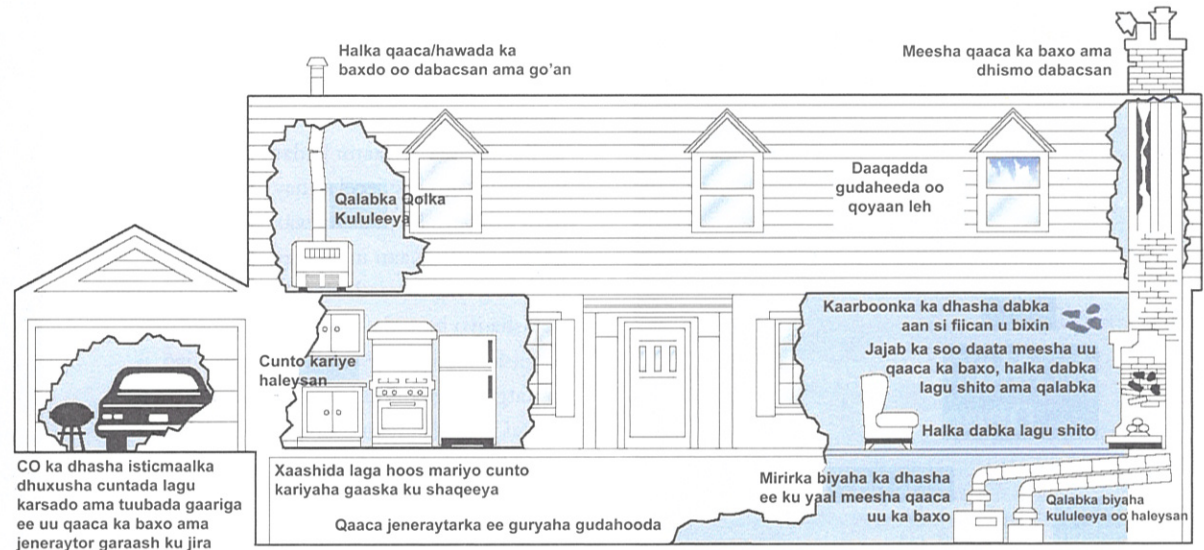 Halka qaaca/hawada ka
baxdo oo dabacsan ama go'an
Meesha qaaca ka baxo ama
dhismo dabacsan
Qalabka Qolka
Kululeeya
Daaqadda
gudaheeda oo
qoyaan leh
Cunto kariye
haleysan
Kaarboonka ka dhasha dabka
aan si fiican u bixin
Jajab ka soo daata meesha uu
qaaca ka baxo, halka dabka
lagu shito ama qalabka
Halka dabka lagu shito
CO ka dhasha isticmaalka
dhuxusha cuntada lagu
karsado ama tuubada gaariga
ee uu qaaca ka baxo ama
jeneraytor garaash ku jira
Xaashida laga hoos mariyo cunto
kariyaha gaaska ku shaqeeya
Qaaca jeneraytarka ee guryaha gudahooda
Mirirka biyaha ka dhasha
ee ku yaal meesha qaaca
uu ka baxo
Qalabka biyaha
kululeeya oo haleysan